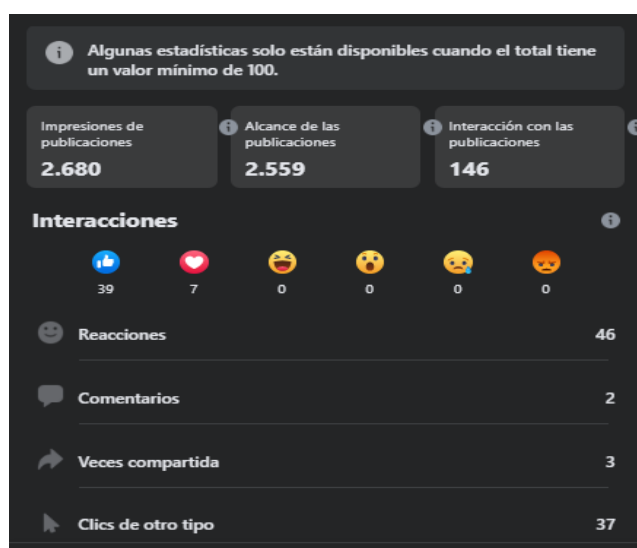 Algunas estadísticas solo están disponibles cuando el total tiene
un valor mínimo de 100.
Impresiones de
publicaciones
2.680
Alcance de las
publicaciones
2.559
Interacción con las
publicaciones
146
Interacciones
39 7 0 0 0 0
Reacciones 46
Comentarios 2
Veces compartida 3
Clics de otro tipo 37